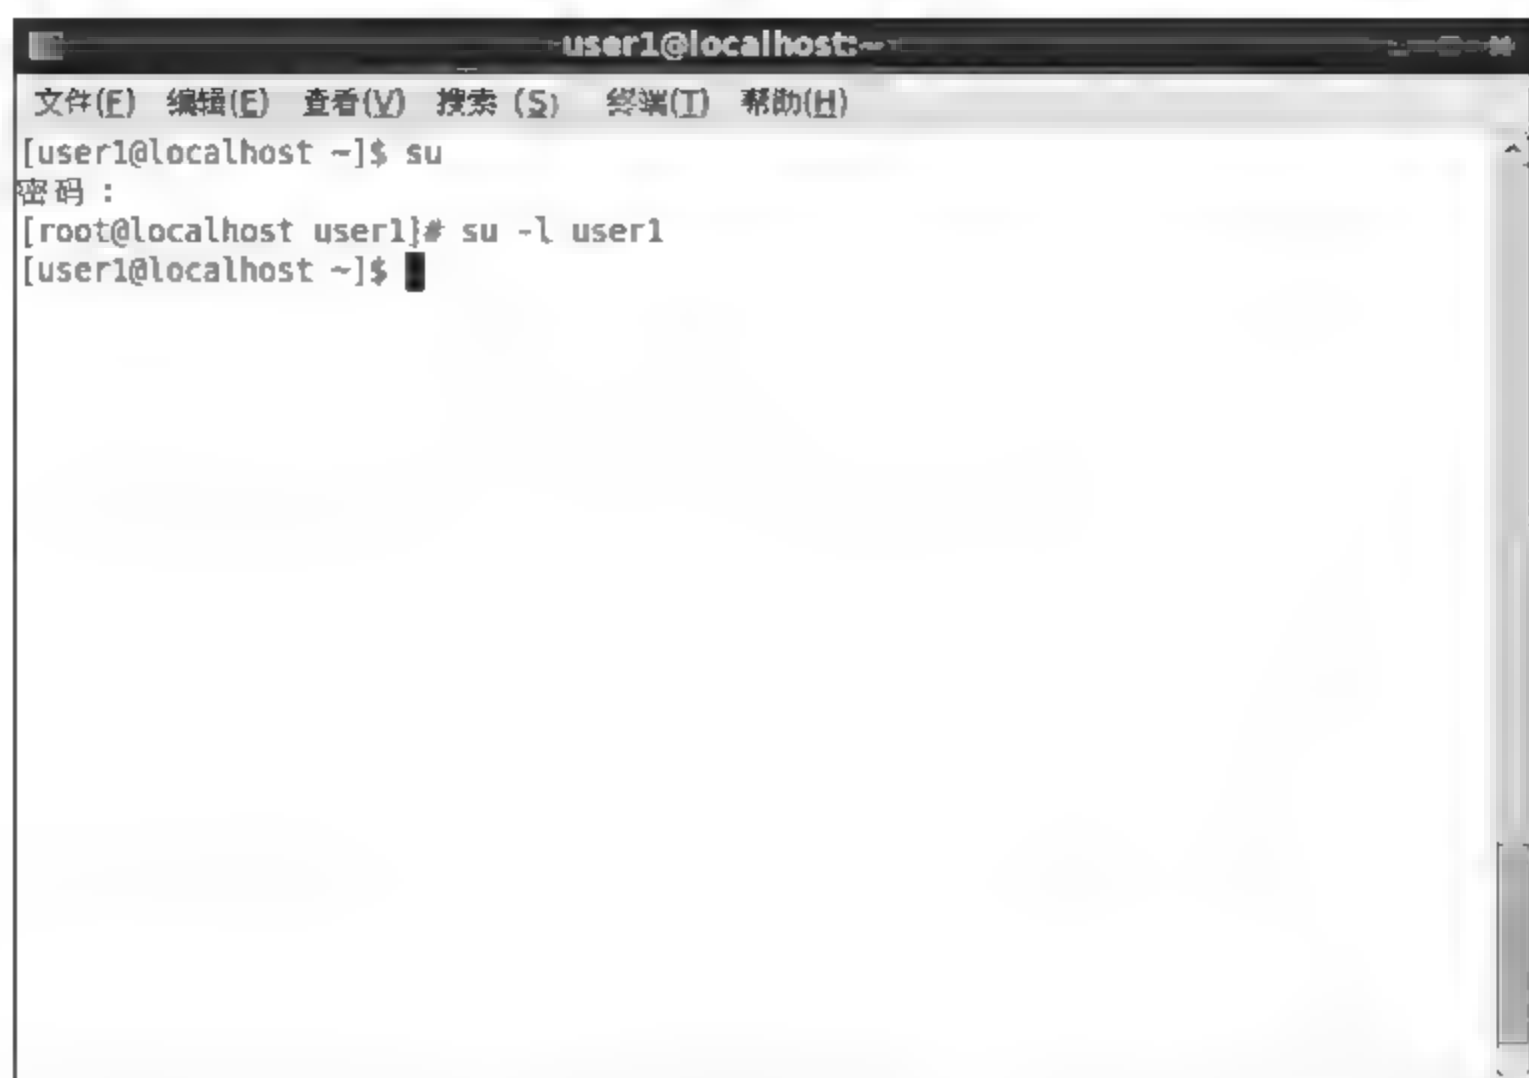 user1@localhost:~
文件(F) 编辑(E) 查看(V) 搜索 (S) 终端(T) 帮助(H)
[user1@localhost ~]$ su
密码：
[root@localhost user1]# su -l user1
[user1@localhost ~]$